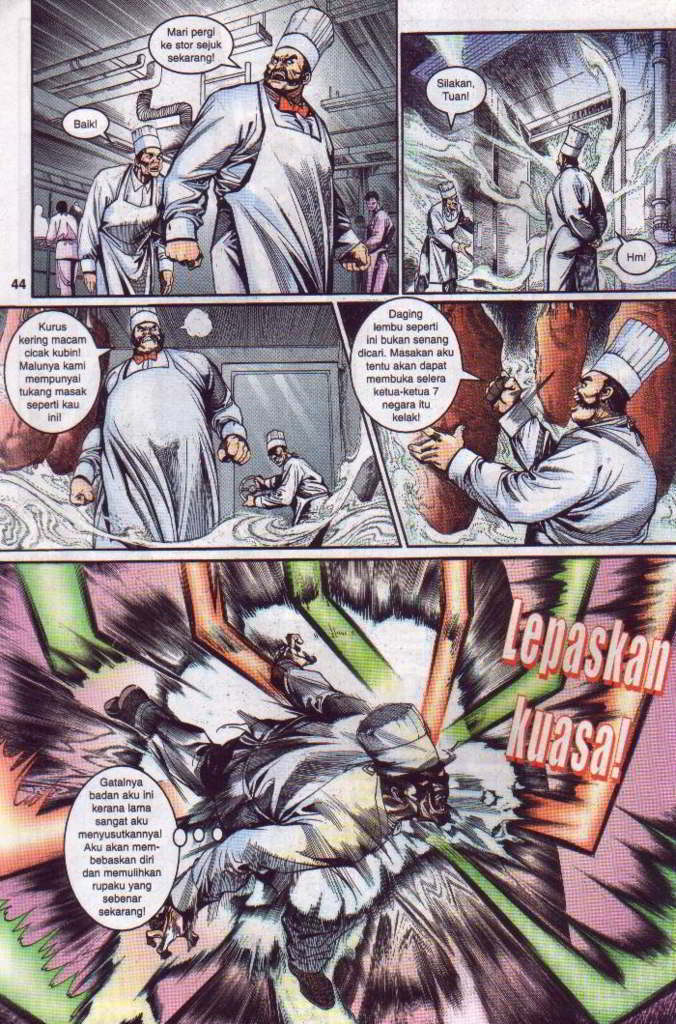 Mari pergi
ke stor sejuk
sekarang!
Baik!
Silakan,
Tuan!
Hm!
44
Kurus
kering macam
cicak kubin!
Malunya kami
mempunyai
tukang masak
seperti kau
ini!
Daging
lembu seperti
ini bukan senang
dicari. Masakan aku
tentu akan dapat
membuka selera
ketua-ketua 7
negara itu
kelak!
Lepaskan
kuasa!
Gatalnya
badan aku ini
kerana lama
sangat aku
menyusutkannya!
Aku akan mem-
bebaskan diri
dan memulihkan
rupaku yang
sebenar
sekarang!